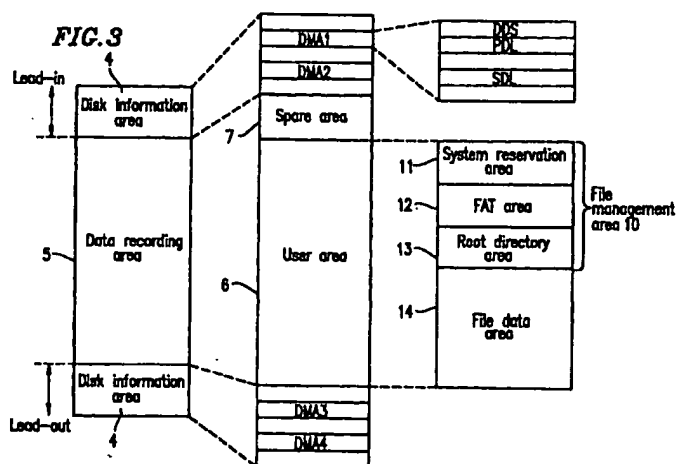 FIG.3
Lead-in
4
Disk information
area
5
Data recording
area
Disk information
area
4
Lead-out
DMA1
DMA2
7
Spare area
6
User area
DMA3
DMA4
DDS
PDL
SDL
11
System reservation
area
12
FAT area
13
Root directory
area
14
File data
area
File
management
area 10